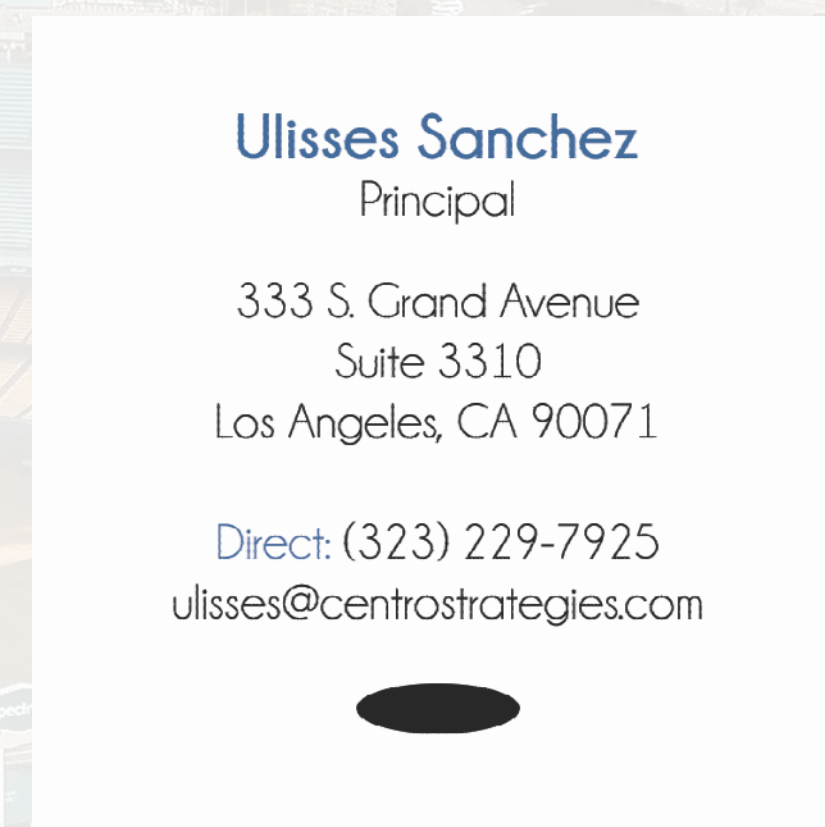 Ulisses Sanchez
Principal
333 S. Grand Avenue
Suite 3310
Los Angeles, CA 90071
Direct: (323) 229-7925
ulisses@centrostrategies.com